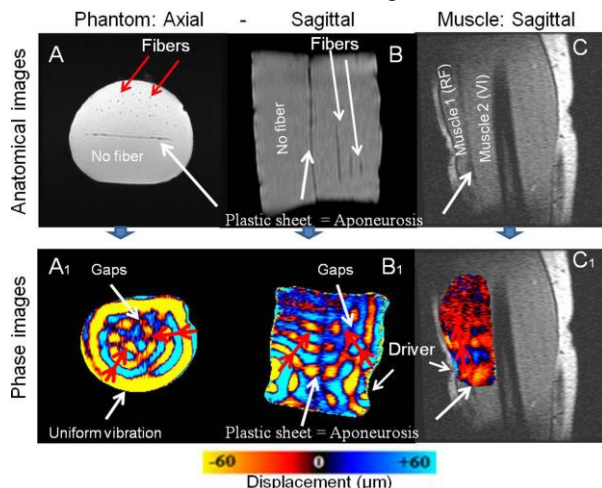 Phantom: Axial - Sagittal Muscle: Sagittal
Anatomical images
A
Fibers
No fiber
B
Fibers
No fiber
Plastic sheet = Aponeurosis
C
Muscle 1 (RF)
Muscle 2 (VI)
Phase images
A1
Gaps
Uniform vibration
B1
Gaps
Driver
Plastic sheet = Aponeurosis
C1
-60 0 +60
Displacement (µm)